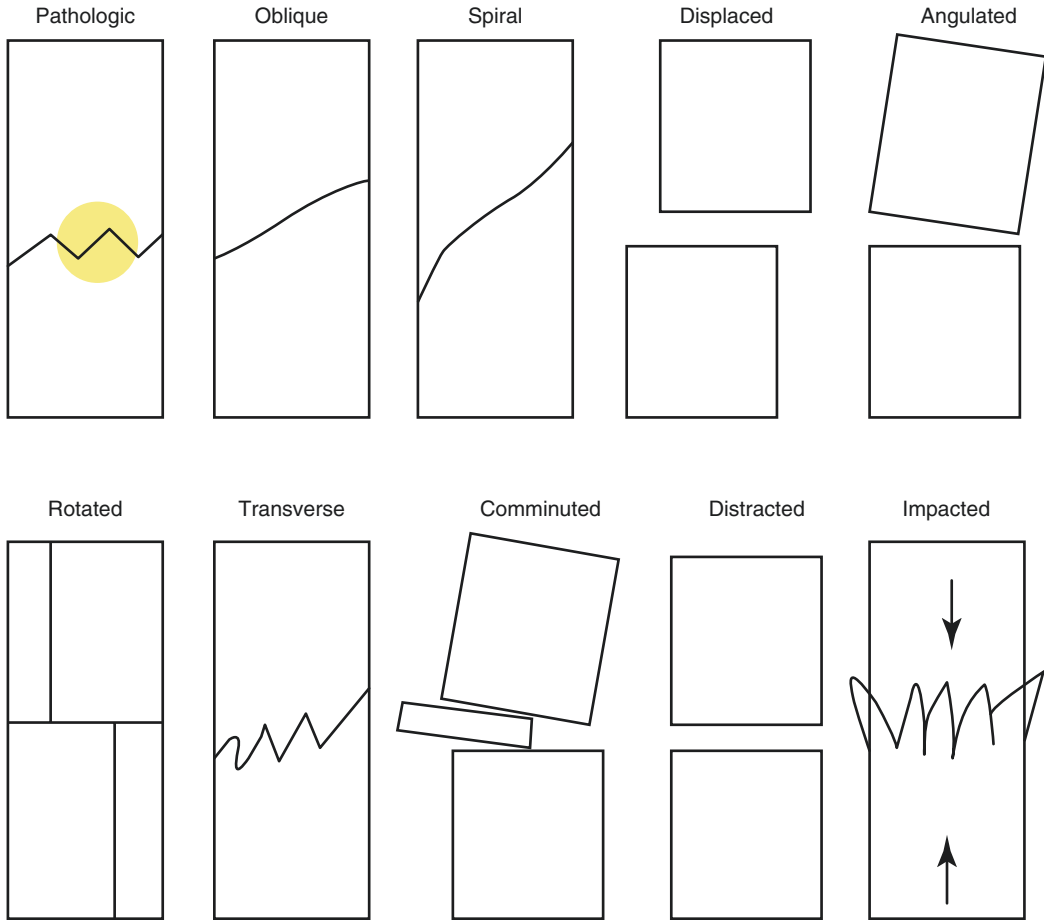 Pathologic
Oblique
Spiral
Displaced
Angulated
Rotated
Transverse
Comminuted
Distracted
Impacted